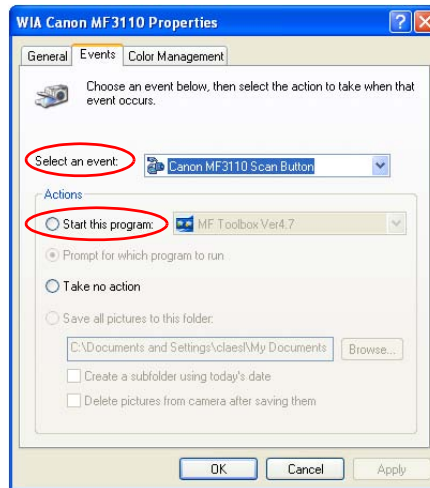 WIA Canon MF3110 Properties
General Events Color Management
Choose an event below, then select the action to take when that
event occurs.
Select an event: Canon MF3110 Scan Button
Actions
Start this program: MF Toolbox Ver4.7
Prompt for which program to run
Take no action
Save all pictures to this folder:
C:\Documents and Settings\claesl\My Documents Browse...
Create a subfolder using today's date
Delete pictures from camera after saving them
OK Cancel Apply